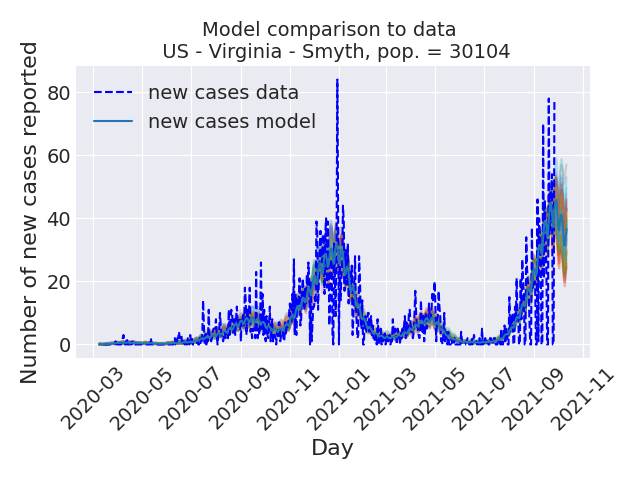 Model comparison to data
US - Virginia - Smyth, pop. = 30104
new cases data
new cases model
Number of new cases reported
80
60
40
20
0
2020-03
2020-05
2020-07
2020-09
2020-11
2021-01
2021-03
2021-05
2021-07
2021-09
2021-11
Day